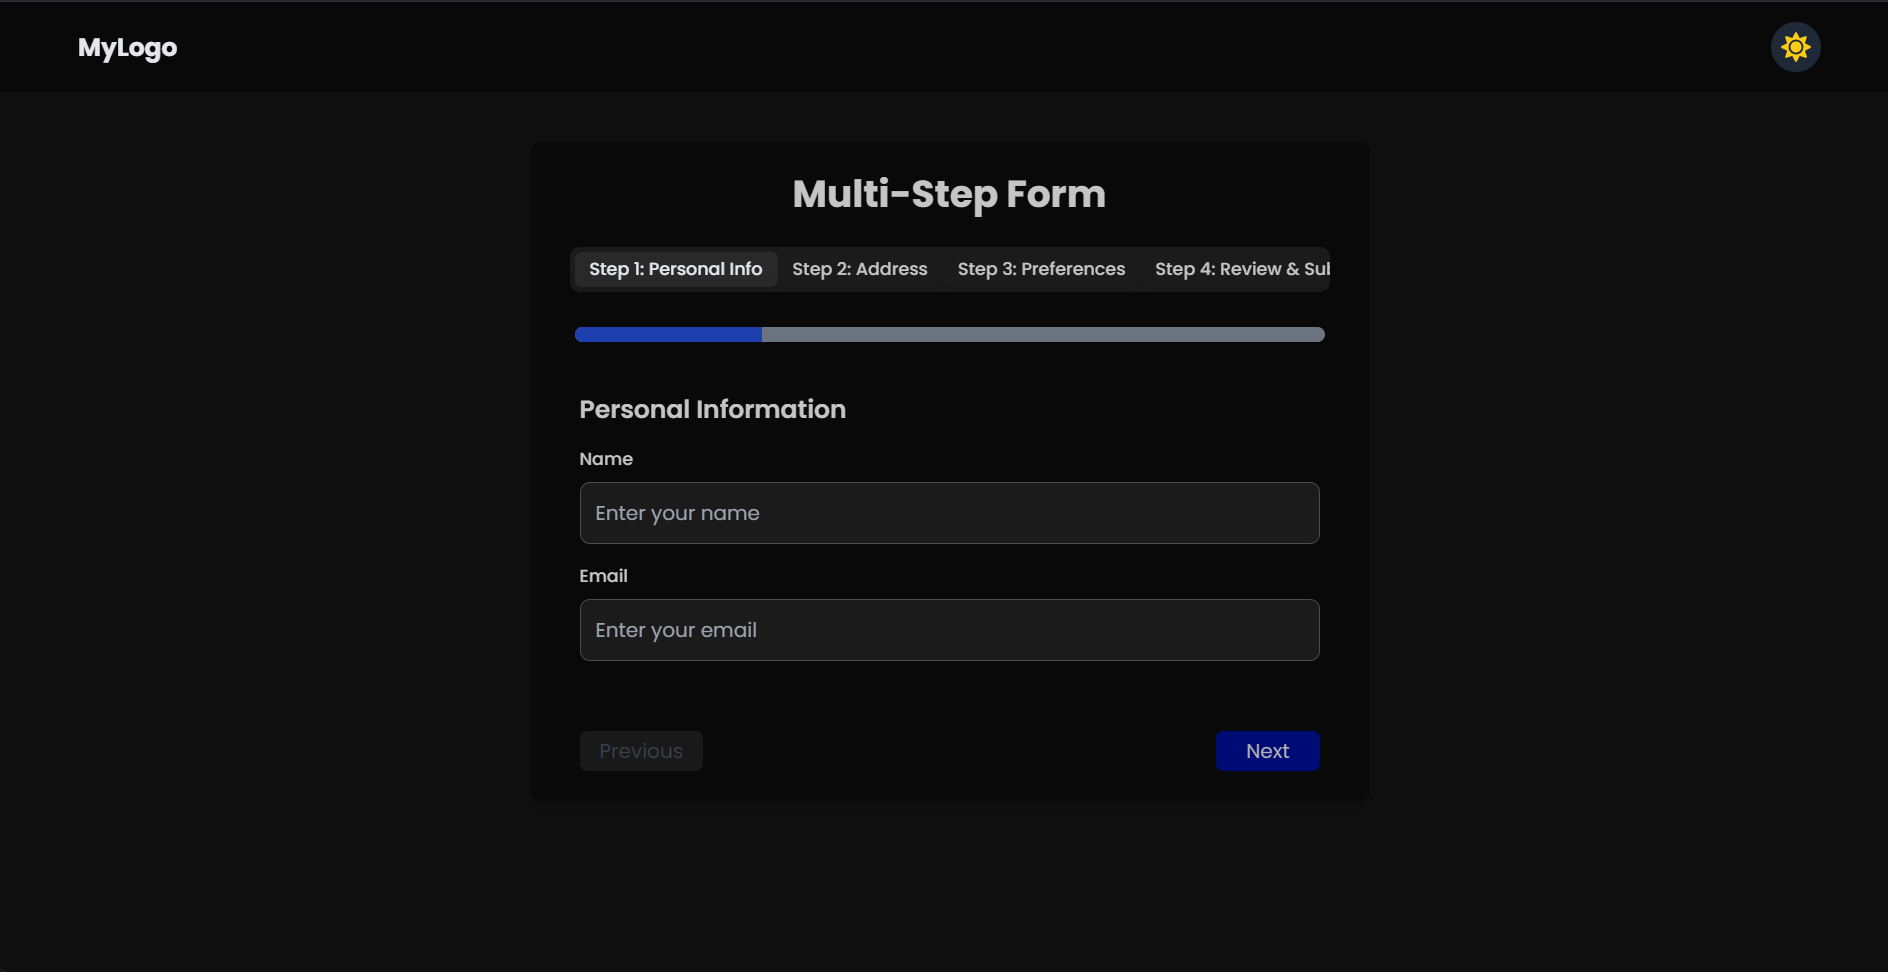 MyLogo
Multi-Step Form
Step 1: Personal Info Step 2: Address Step 3: Preferences Step 4: Review & Sul
Personal Information
Name
Enter your name
Email
Enter your email
Previous Next